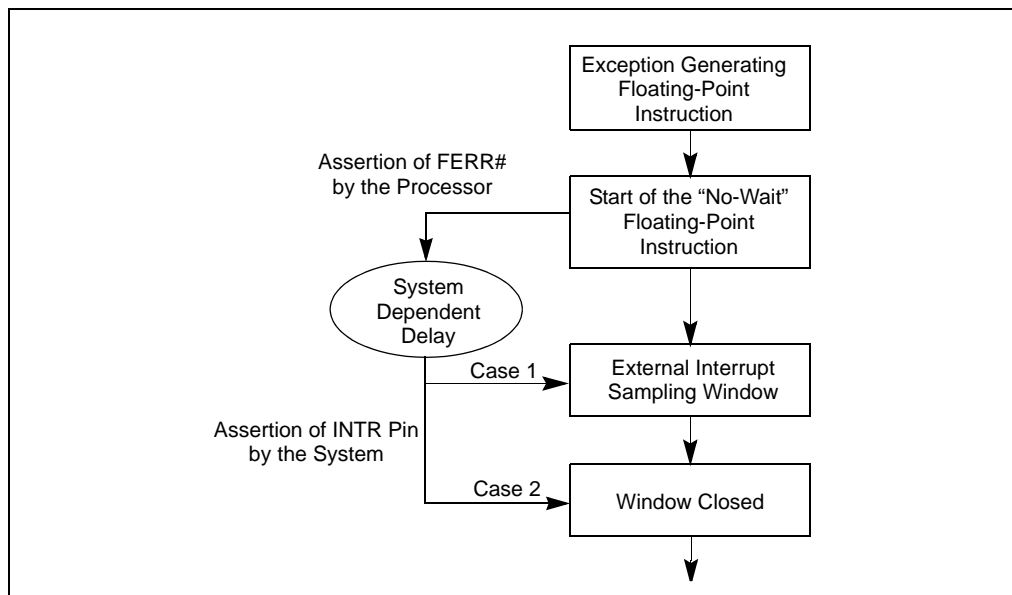 Exception Generating
Floating-Point
Instruction
Assertion of FERR#
by the Processor
Start of the “No-Wait”
Floating-Point
Instruction
System
Dependent
Delay
Case 1
External Interrupt
Sampling Window
Assertion of INTR Pin
by the System
Case 2
Window Closed